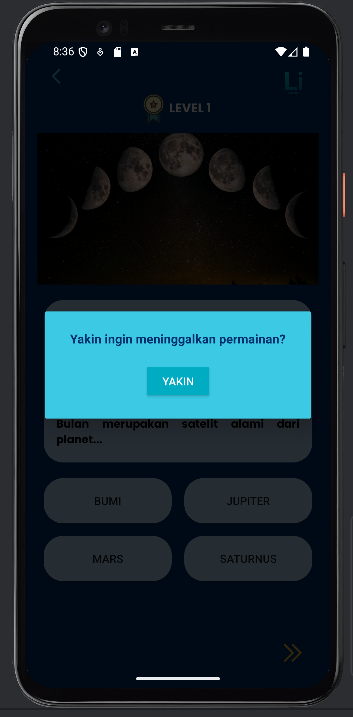 8:36
Li
LEVEL 1
Yakin ingin meninggalkan permainan?
YAKIN
Bulan merupakan satelit alami dari
planet...
BUMI
JUPITER
MARS
SATURNUS